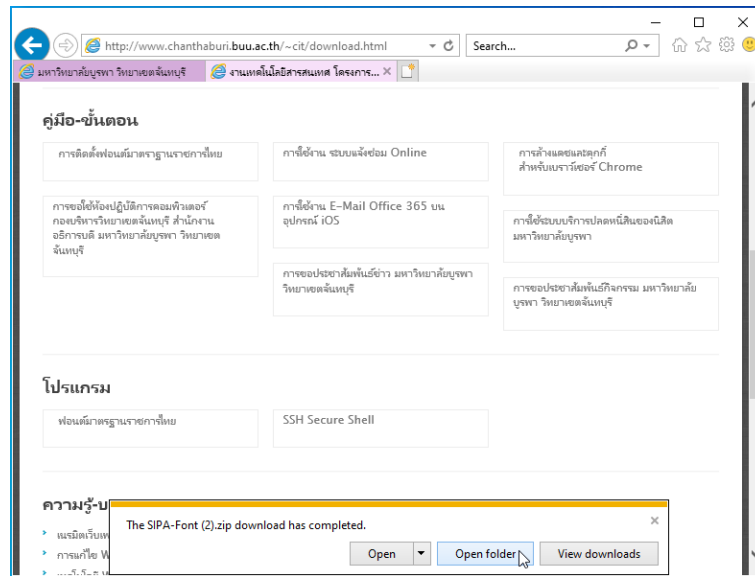 http://www.chanthaburi.buu.ac.th/~cit/download.html
Search...
มหาวิทยาลัยบูรพา วิทยาเขตจันทบุรี
งานเทคโนโลยีสารสนเทศ โครงการ...
คู่มือ-ขั้นตอน
การติดตั้งฟอนต์มาตราฐานราชการไทย
การใช้งาน ระบบแจ้งซ่อม Online
การล้างแคชและคุกกี้
สำหรับเบราว์เซอร์ Chrome
การขอใช้ห้องปฏิบัติการคอมพิวเตอร์
กองบริหารวิทยาเขตจันทบุรี สำนักงาน
อธิการบดี มหาวิทยาลัยบูรพา วิทยาเขต
จันทบุรี
การใช้งาน E-Mail Office 365 บน
อุปกรณ์ iOS
การใช้ระบบบริการปลดหนี้สินของนิสิต
มหาวิทยาลัยบูรพา
การขอประชาสัมพันธ์ข่าว มหาวิทยาลัยบูรพา
วิทยาเขตจันทบุรี
การขอประชาสัมพันธ์กิจกรรม มหาวิทยาลัย
บูรพา วิทยาเขตจันทบุรี
โปรแกรม
ฟอนต์มาตรฐานราชการไทย
SSH Secure Shell
ความรู้-บ
เนรมิตเว็บเพ
การแก้ไข W
The SIPA-Font (2).zip download has completed.
Open
Open folder
View downloads